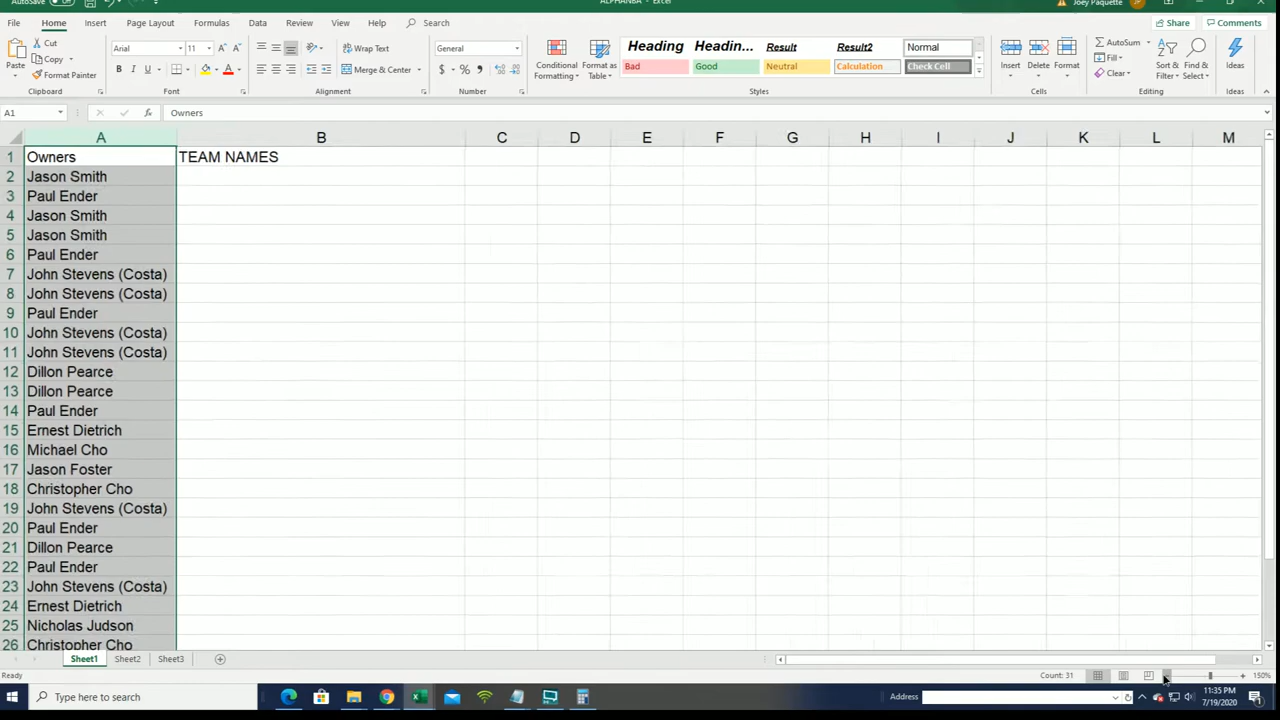 AutoSave Off ALPHANBA - Excel Joey Paquette JP
File Home Insert Page Layout Formulas Data Review View Help Search Share Comments
Paste Cut Copy Format Painter Clipboard
Arial 11 A A B I U A Font
Wrap Text Merge & Center Alignment
General $ % , Number
Conditional Formatting Format as Table
Heading Headin... Result Result2 Normal
Bad Good Neutral Calculation Check Cell
Styles
Insert Delete Format Cells
AutoSum Fill Clear Sort & Filter Find & Select Editing
Ideas Ideas
A1 fx Owners
A B C D E F G H I J K L M
1 Owners TEAM NAMES
2 Jason Smith
3 Paul Ender
4 Jason Smith
5 Jason Smith
6 Paul Ender
7 John Stevens (Costa)
8 John Stevens (Costa)
9 Paul Ender
10 John Stevens (Costa)
11 John Stevens (Costa)
12 Dillon Pearce
13 Dillon Pearce
14 Paul Ender
15 Ernest Dietrich
16 Michael Cho
17 Jason Foster
18 Christopher Cho
19 John Stevens (Costa)
20 Paul Ender
21 Dillon Pearce
22 Paul Ender
23 John Stevens (Costa)
24 Ernest Dietrich
25 Nicholas Judson
26 Christopher Cho
Sheet1 Sheet2 Sheet3
Ready Count: 31 150%
Type here to search Address 11:35 PM
7/19/2020